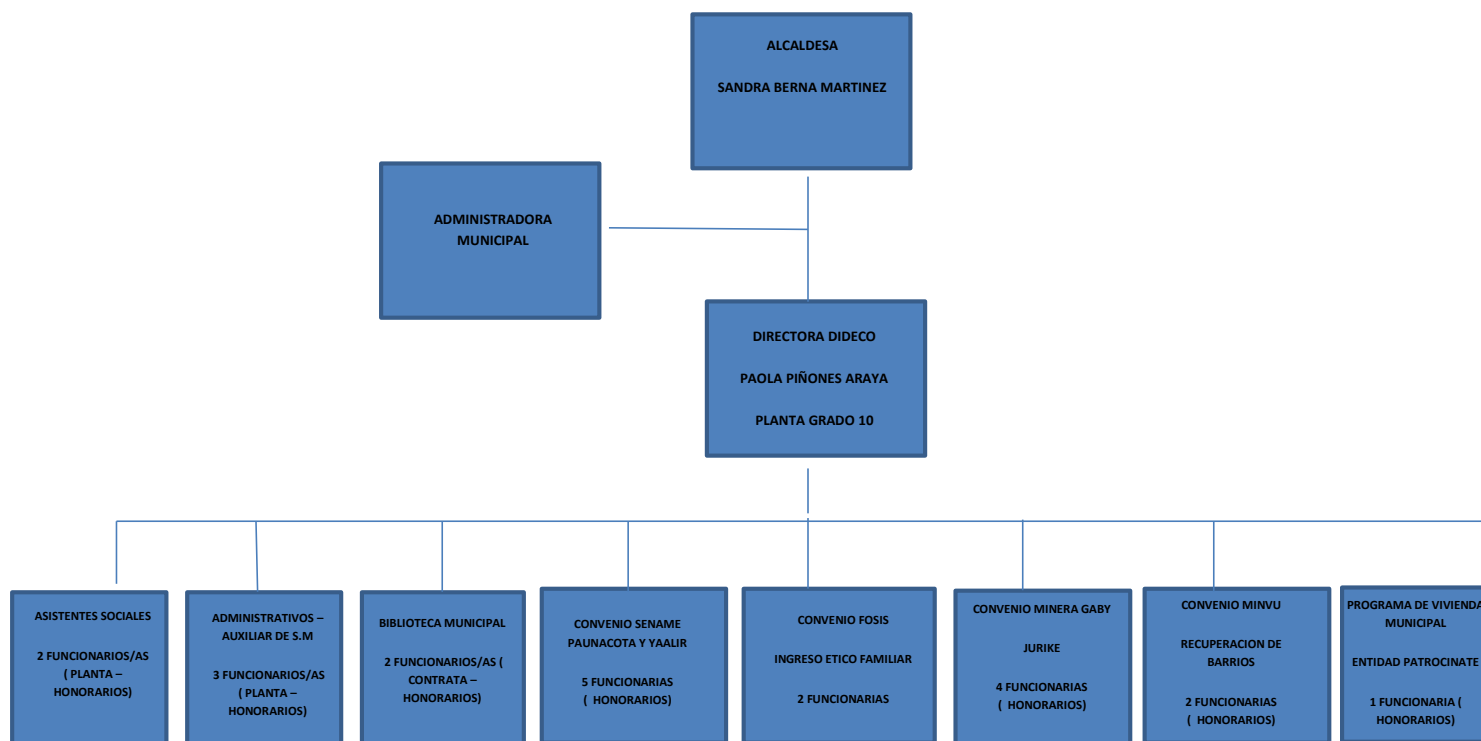 ALCALDESA
SANDRA BERNA MARTINEZ
ADMINISTRADORA
MUNICIPAL
DIRECTORA DIDECO
PAOLA PIÑONES ARAYA
PLANTA GRADO 10
ASISTENTES SOCIALES
2 FUNCIONARIOS/AS
( PLANTA –
HONORARIOS)
ADMINISTRATIVOS –
AUXILIAR DE S.M
3 FUNCIONARIOS/AS
( PLANTA –
HONORARIOS)
BIBLIOTECA MUNICIPAL
2 FUNCIONARIOS/AS (
CONTRATA –
HONORARIOS)
CONVENIO SENAME
PAUNACOTA Y YAALIR
5 FUNCIONARIAS
( HONORARIOS)
CONVENIO FOSIS
INGRESO ETICO FAMILIAR
2 FUNCIONARIAS
CONVENIO MINERA GABY
JURIKE
4 FUNCIONARIAS
( HONORARIOS)
CONVENIO MINVU
RECUPERACION DE
BARRIOS
2 FUNCIONARIAS
( HONORARIOS)
PROGRAMA DE VIVIENDA
MUNICIPAL
ENTIDAD PATROCINATE
1 FUNCIONARIA (
HONORARIOS)